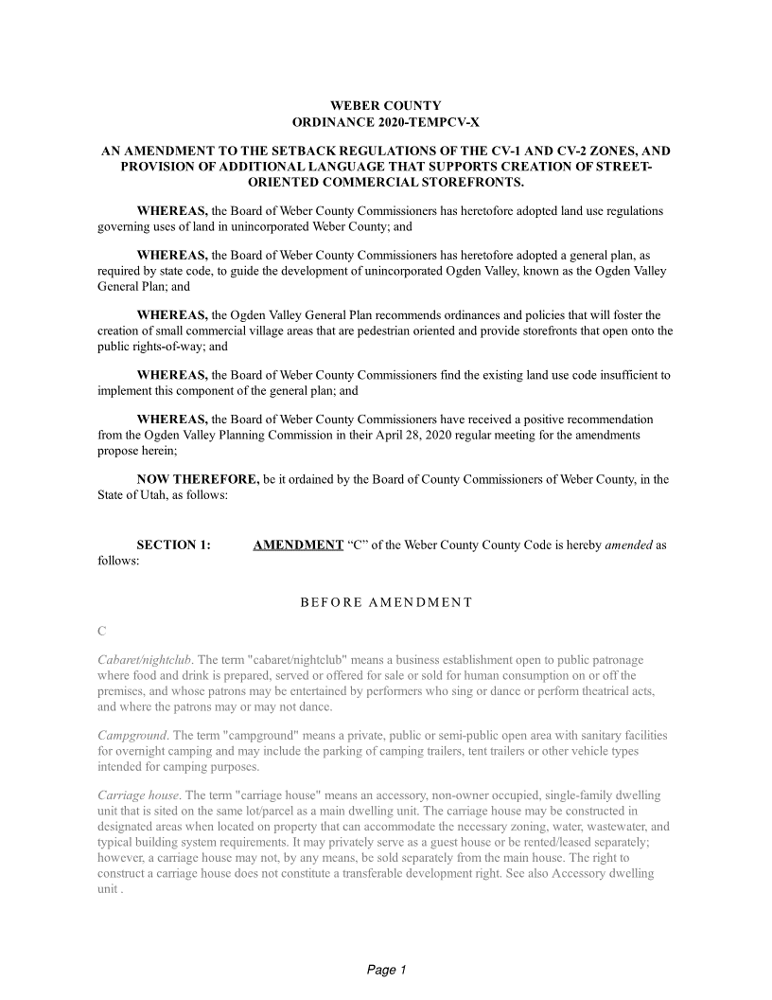 WEBER COUNTY
ORDINANCE 2020-TEMPCV-X
AN AMENDMENT TO THE SETBACK REGULATIONS OF THE CV-1 AND CV-2 ZONES, AND
PROVISION OF ADDITIONAL LANGUAGE THAT SUPPORTS CREATION OF STREET-
ORIENTED COMMERCIAL STOREFRONTS.
WHEREAS, the Board of Weber County Commissioners has heretofore adopted land use regulations
governing uses of land in unincorporated Weber County; and
WHEREAS, the Board of Weber County Commissioners has heretofore adopted a general plan, as
required by state code, to guide the development of unincorporated Ogden Valley, known as the Ogden Valley
General Plan; and
WHEREAS, the Ogden Valley General Plan recommends ordinances and policies that will foster the
creation of small commercial village areas that are pedestrian oriented and provide storefronts that open onto the
public rights-of-way; and
WHEREAS, the Board of Weber County Commissioners find the existing land use code insufficient to
implement this component of the general plan; and
WHEREAS, the Board of Weber County Commissioners have received a positive recommendation
from the Ogden Valley Planning Commission in their April 28, 2020 regular meeting for the amendments
propose herein;
NOW THEREFORE, be it ordained by the Board of County Commissioners of Weber County, in the
State of Utah, as follows:
SECTION 1: AMENDMENT “C” of the Weber County County Code is hereby amended as
follows:
BEFORE AMENDMENT
C
Cabaret/nightclub. The term "cabaret/nightclub" means a business establishment open to public patronage
where food and drink is prepared, served or offered for sale or sold for human consumption on or off the
premises, and whose patrons may be entertained by performers who sing or dance or perform theatrical acts,
and where the patrons may or may not dance.
Campground. The term "campground" means a private, public or semi-public open area with sanitary facilities
for overnight camping and may include the parking of camping trailers, tent trailers or other vehicle types
intended for camping purposes.
Carriage house. The term "carriage house" means an accessory, non-owner occupied, single-family dwelling
unit that is sited on the same lot/parcel as a main dwelling unit. The carriage house may be constructed in
designated areas when located on property that can accommodate the necessary zoning, water, wastewater, and
typical building system requirements. It may privately serve as a guest house or be rented/leased separately;
however, a carriage house may not, by any means, be sold separately from the main house. The right to
construct a carriage house does not constitute a transferable development right. See also Accessory dwelling
unit .
Page 1